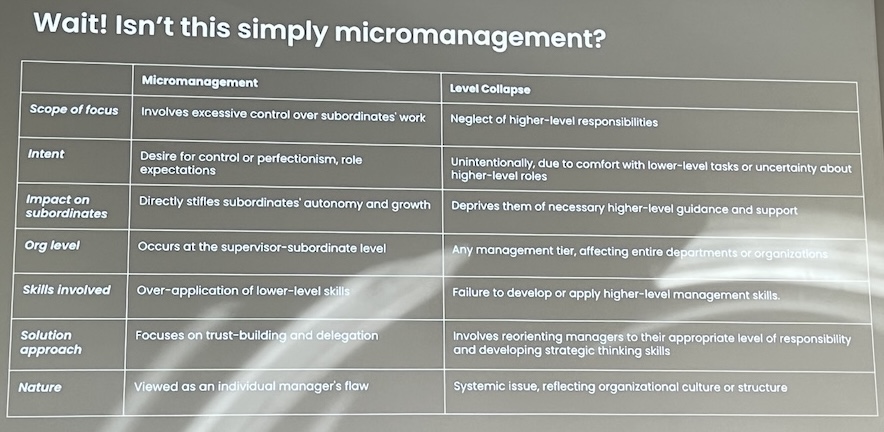 Wait! Isn't this simply micromanagement?
Micromanagement
Level Collapse
Scope of focus
Involves excessive control over subordinates' work
Neglect of higher-level responsibilities
Intent
Desire for control or perfectionism, role
expectations
Unintentionally, due to comfort with lower-level tasks or uncertainty about
higher-level roles
Impact on
subordinates
Directly stifles subordinates' autonomy and growth
Deprives them of necessary higher-level guidance and support
Org level
Occurs at the supervisor-subordinate level
Any management tier, affecting entire departments or organizations
Skills involved
Over-application of lower-level skills
Failure to develop or apply higher-level management skills.
Solution
approach
Focuses on trust-building and delegation
Involves reorienting managers to their appropriate level of responsibility
and developing strategic thinking skills
Nature
Viewed as an individual manager's flaw
Systemic issue, reflecting organizational culture or structure